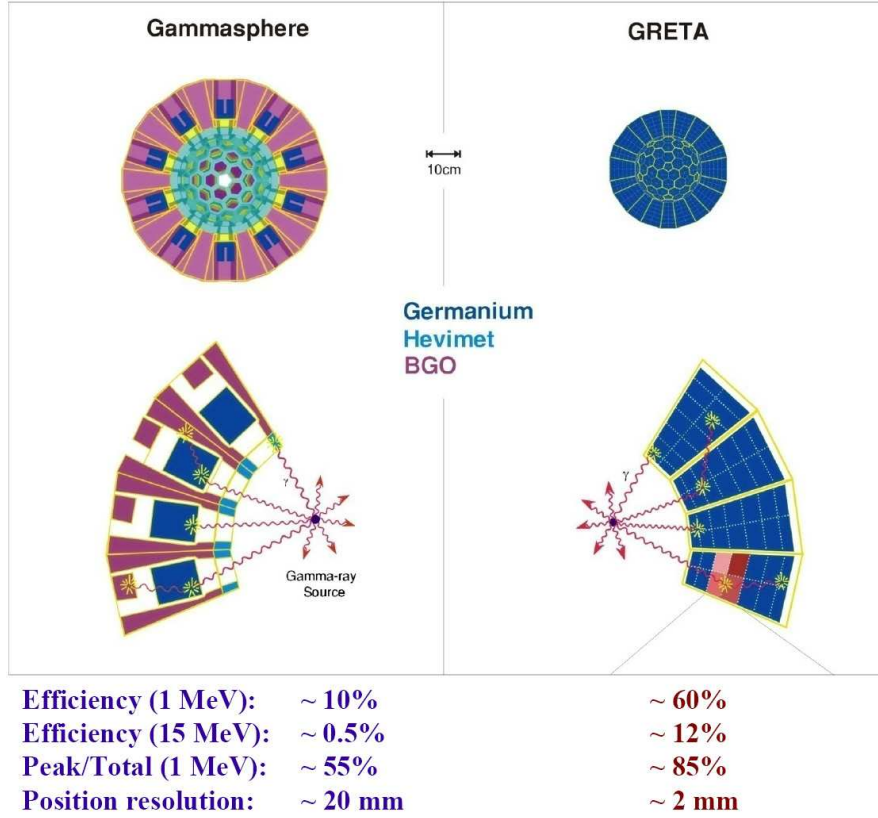 Gammasphere
GRETA
10cm
Germanium
Hevimet
BGO
γ
γ
Gamma-ray
Source
Efficiency (1 MeV): ~ 10% ~ 60%
Efficiency (15 MeV): ~ 0.5% ~ 12%
Peak/Total (1 MeV): ~ 55% ~ 85%
Position resolution: ~ 20 mm ~ 2 mm